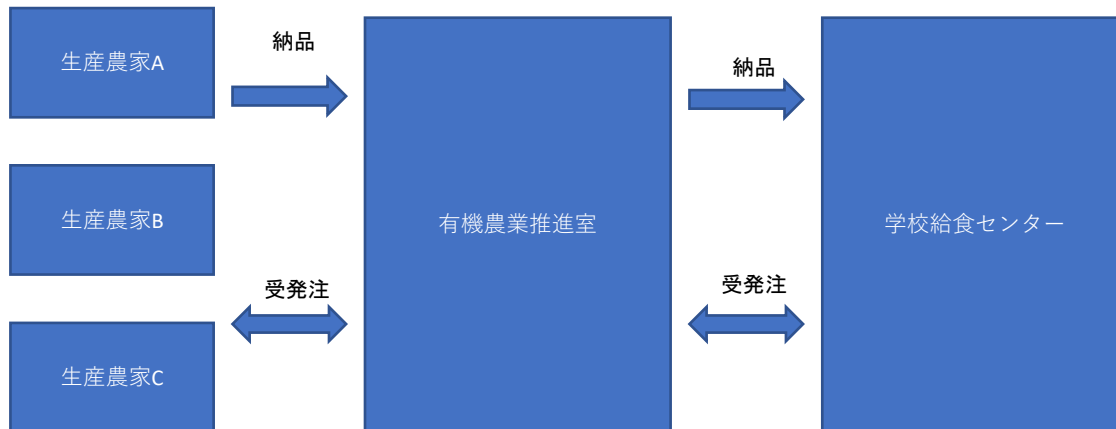 生産農家A
納品
納品
生産農家B
有機農業推進室
学校給食センター
受発注
受発注
生産農家C